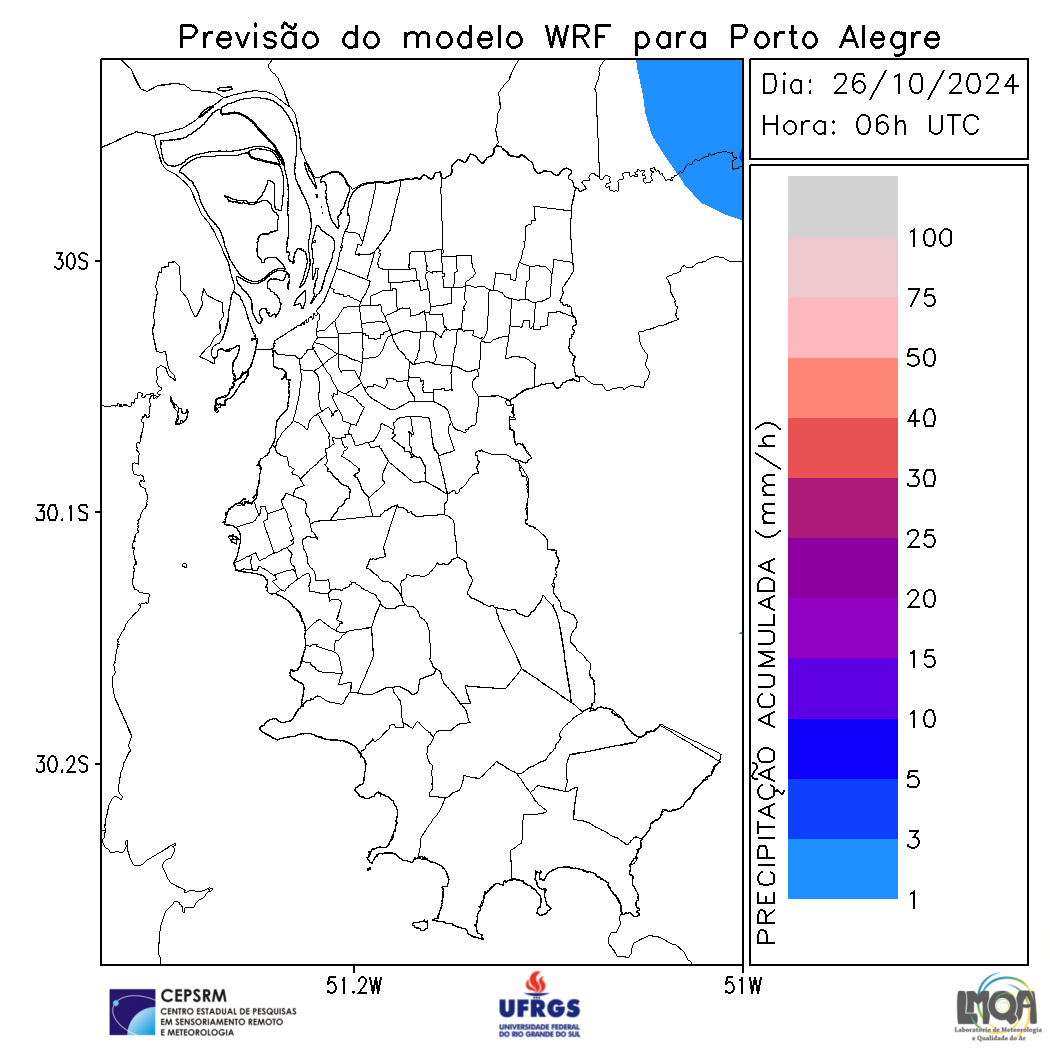 Previsão do modelo WRF para Porto Alegre
Dia: 26/10/2024
Hora: 06h UTC
30S
30.1S
30.2S
51.2W
51W
PRECIPITAÇÃO ACUMULADA (mm/h)
100
75
50
40
30
25
20
15
10
5
3
1
CEPSRM
CENTRO ESTADUAL DE PESQUISAS
EM SENSORIAMENTO REMOTO
E METEOROLOGIA
UFRGS
UNIVERSIDADE FEDERAL
DO RIO GRANDE DO SUL
LMQA
Laboratório de Meteorologia
e Qualidade do Ar